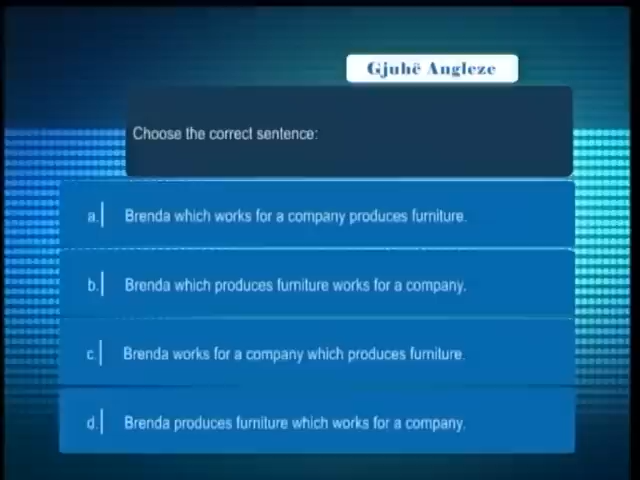 Gjuhë Angleze
Choose the correct sentence:
a. Brenda which works for a company produces furniture.
b. Brenda which produces furniture works for a company.
c. Brenda works for a company which produces furniture.
d. Brenda produces furniture which works for a company.